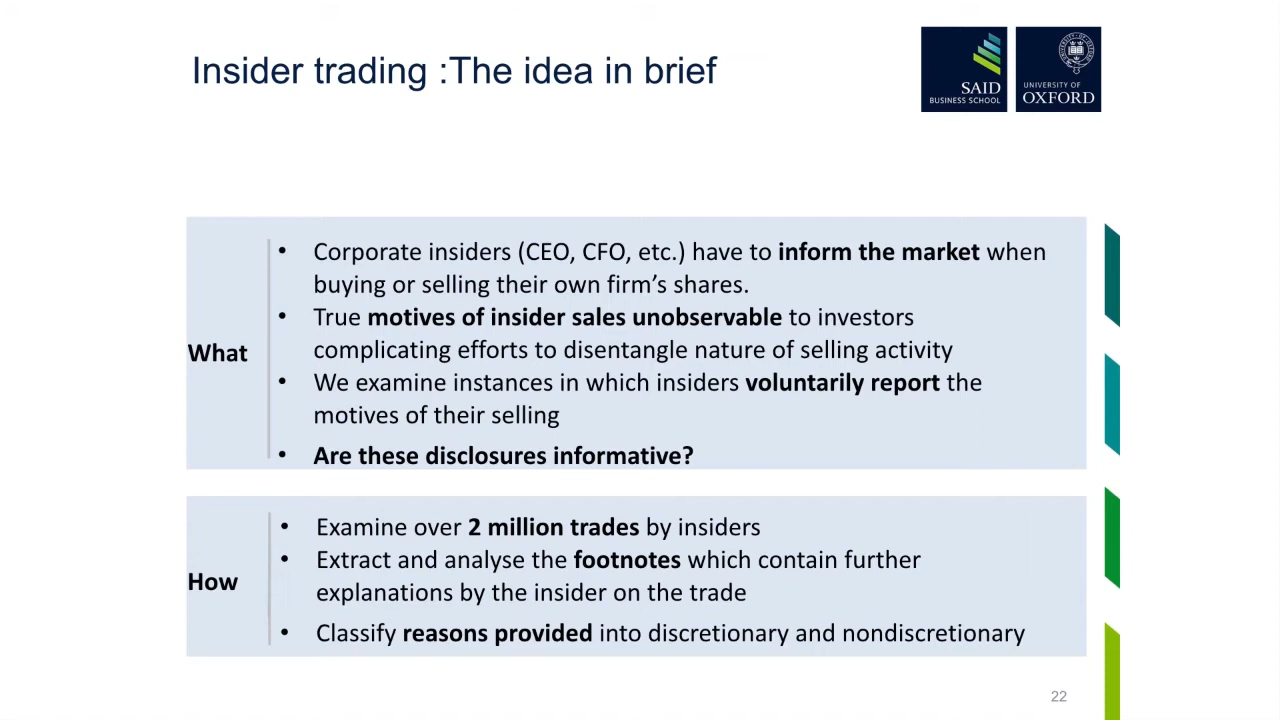 Insider trading :The idea in brief
SAID
BUSINESS SCHOOL
UNIVERSITY OF
OXFORD
What
• Corporate insiders (CEO, CFO, etc.) have to inform the market when
buying or selling their own firm’s shares.
• True motives of insider sales unobservable to investors
complicating efforts to disentangle nature of selling activity
• We examine instances in which insiders voluntarily report the
motives of their selling
• Are these disclosures informative?
How
• Examine over 2 million trades by insiders
• Extract and analyse the footnotes which contain further
explanations by the insider on the trade
• Classify reasons provided into discretionary and nondiscretionary
22